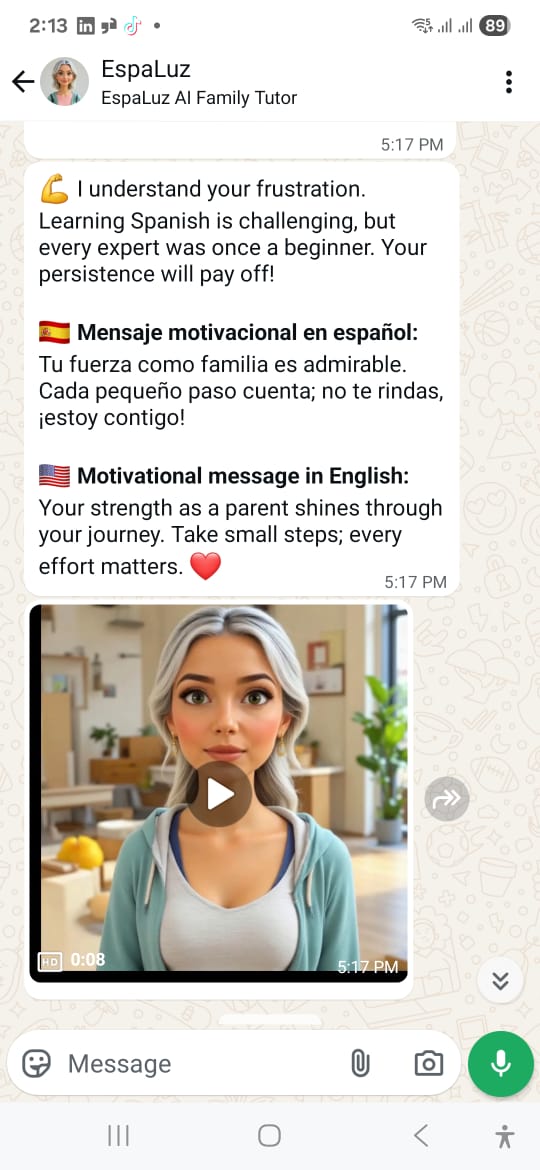 2:13
89
EspaLuz
EspaLuz AI Family Tutor
5:17 PM
💪 I understand your frustration.
Learning Spanish is challenging, but
every expert was once a beginner. Your
persistence will pay off!
🇪🇸 Mensaje motivacional en español:
Tu fuerza como familia es admirable.
Cada pequeño paso cuenta; no te rindas,
¡estoy contigo!
🇺🇸 Motivational message in English:
Your strength as a parent shines through
your journey. Take small steps; every
effort matters. ❤️
5:17 PM
HD 0:08
5:17 PM
Message